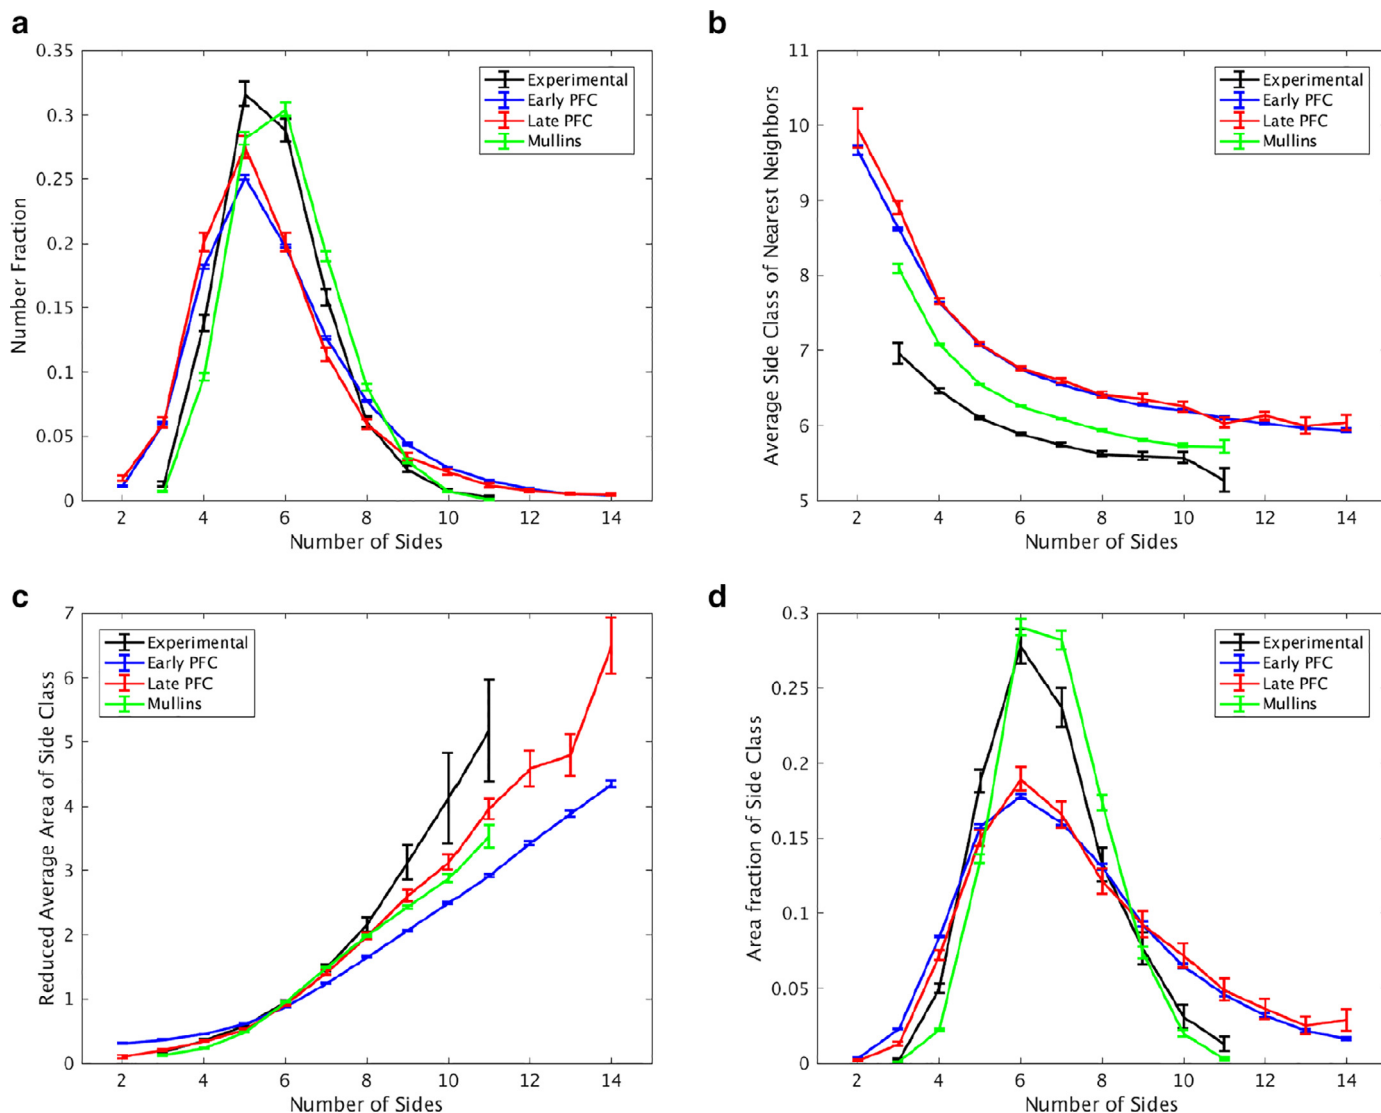 a
0.35
0.3
0.25
0.2
0.15
0.1
0.05
0
Number Fraction
Experimental
Early PFC
Late PFC
Mullins
2 4 6 8 10 12 14
Number of Sides
b
11
10
9
8
7
6
5
Average Side Class of Nearest Neighbors
Experimental
Early PFC
Late PFC
Mullins
2 4 6 8 10 12 14
Number of Sides
c
7
6
5
4
3
2
1
0
Reduced Average Area of Side Class
Experimental
Early PFC
Late PFC
Mullins
2 4 6 8 10 12 14
Number of Sides
d
0.3
0.25
0.2
0.15
0.1
0.05
0
Area fraction of Side Class
Experimental
Early PFC
Late PFC
Mullins
2 4 6 8 10 12 14
Number of Sides